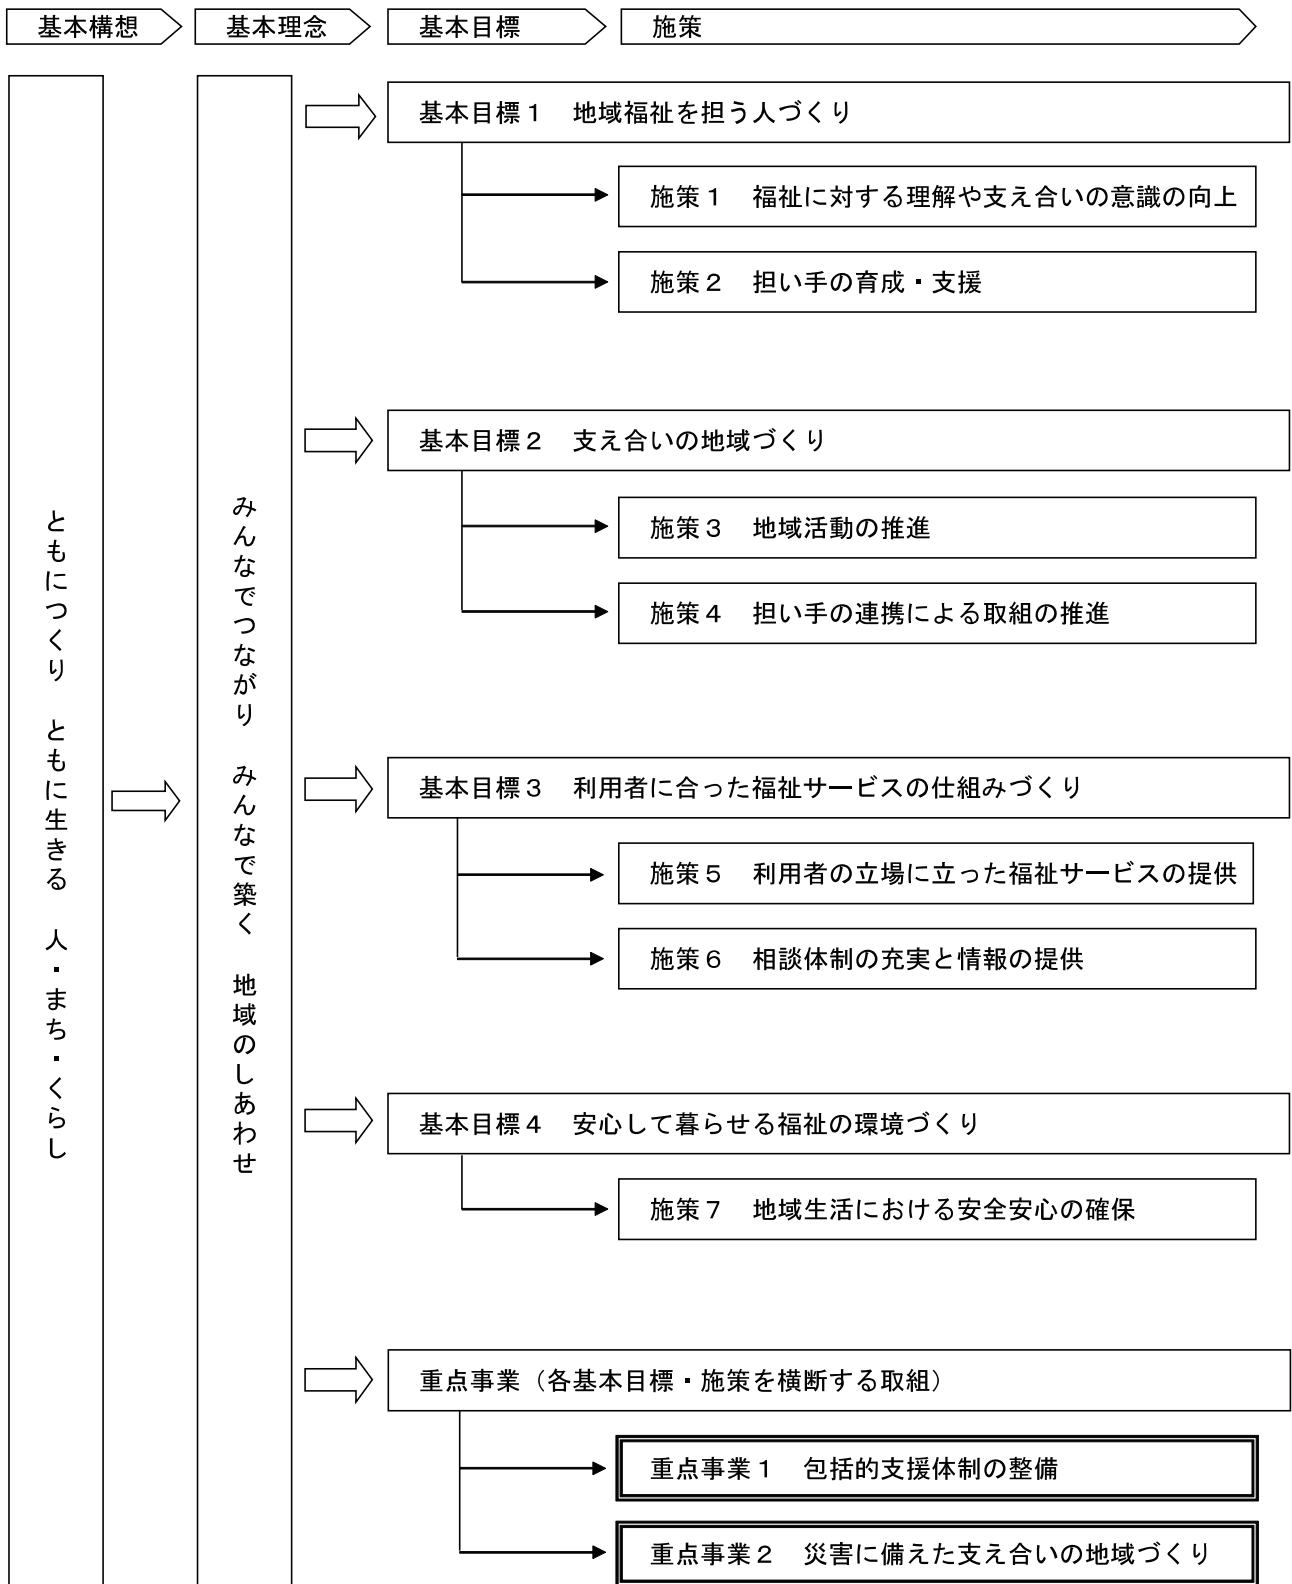 基本構想
基本理念
基本目標
施策
ともにつくり　ともに生きる　人・まち・くらし
みんなでつながり　みんなで築く　地域のしあわせ
基本目標１　地域福祉を担う人づくり
施策１　福祉に対する理解や支え合いの意識の向上
施策２　担い手の育成・支援
基本目標２　支え合いの地域づくり
施策３　地域活動の推進
施策４　担い手の連携による取組の推進
基本目標３　利用者に合った福祉サービスの仕組みづくり
施策５　利用者の立場に立った福祉サービスの提供
施策６　相談体制の充実と情報の提供
基本目標４　安心して暮らせる福祉の環境づくり
施策７　地域生活における安全安心の確保
重点事業（各基本目標・施策を横断する取組）
重点事業１　包括的支援体制の整備
重点事業２　災害に備えた支え合いの地域づくり